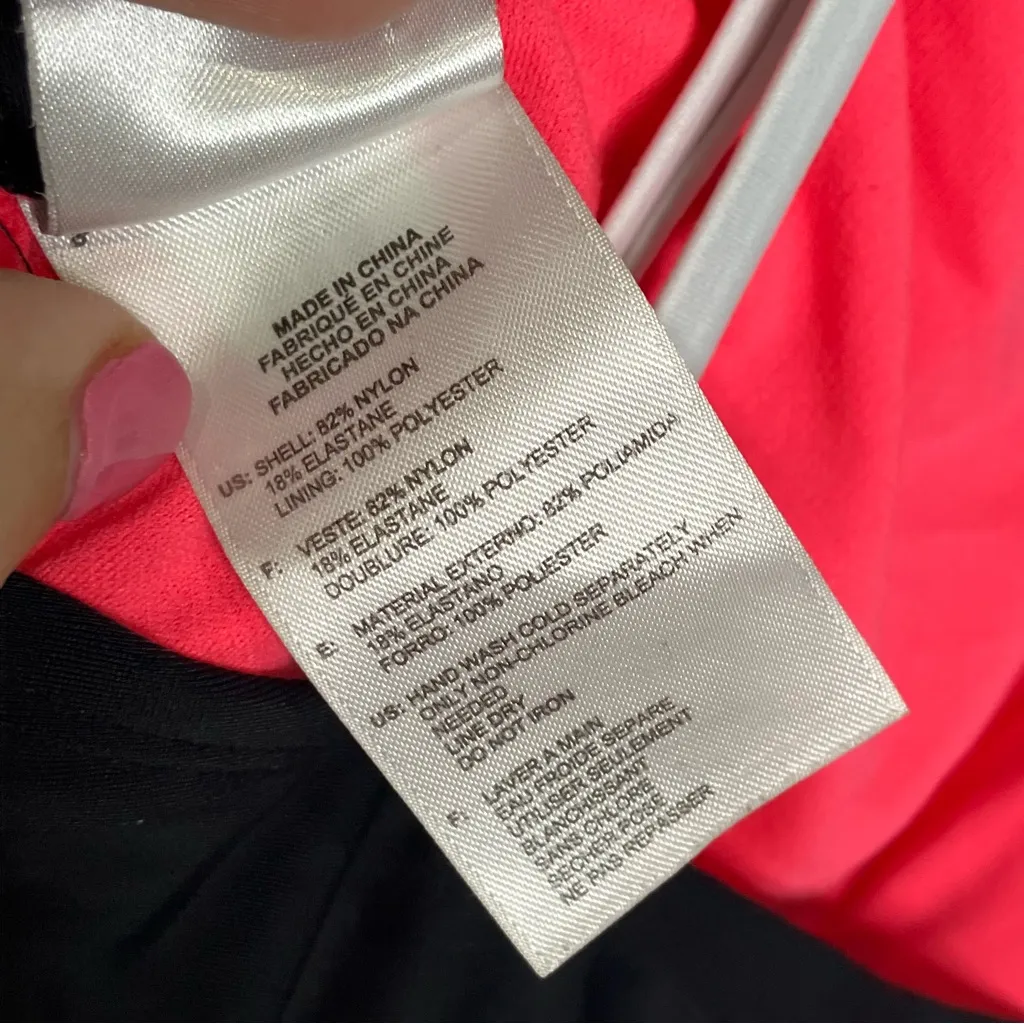 MADE IN CHINA
FABRIQUÉ EN CHINE
HECHO EN CHINA
FABRICADO NA CHINA
US: SHELL: 82% NYLON
18% ELASTANE
LINING: 100% POLYESTER
F: VESTE: 82% NYLON
18% ELASTANE
DOUBLURE: 100% POLYESTER
E: MATERIAL EXTERNO: 82% POLIAMIDA
18% ELASTANO
FORRO: 100% POLIESTER
US: HAND WASH COLD SEPARATELY
ONLY NON-CHLORINE BLEACH WHEN
NEEDED
LINE DRY
DO NOT IRON
F: LAVER A MAIN
EAU FROIDE SEPARE
UTILISER SEULEMENT
BLANCHISSANT
SANS CHLORE
SECHER POSE
NE PAS REPASSER